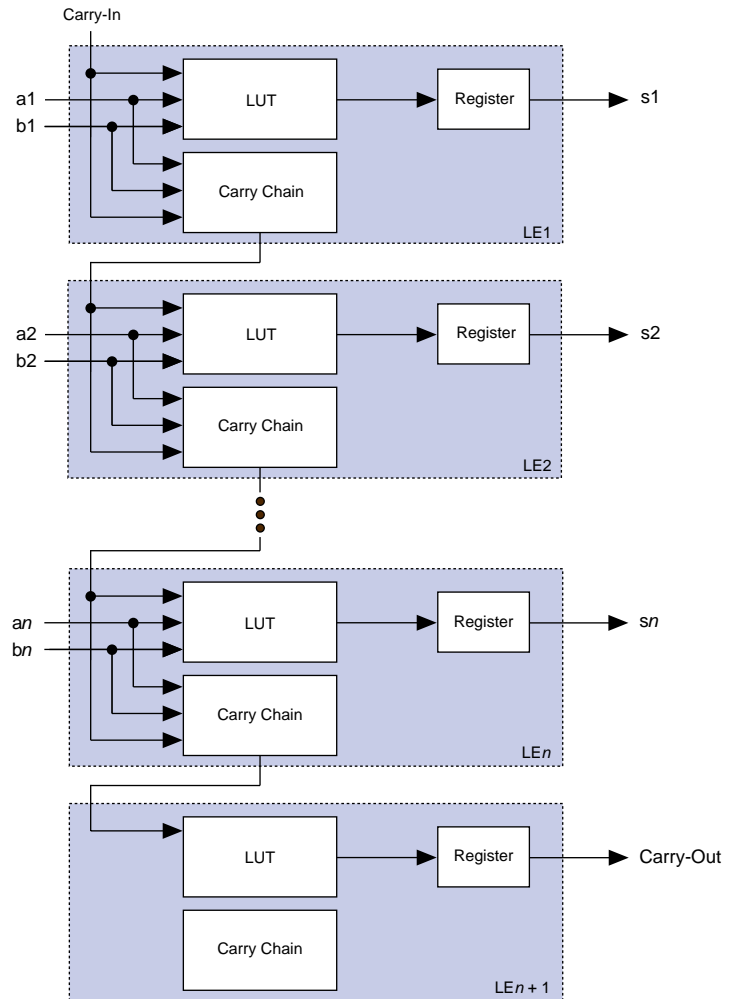 Carry-In
a1
b1
LUT
Register
s1
Carry Chain
LE1
a2
b2
LUT
Register
s2
Carry Chain
LE2
an
bn
LUT
Register
sn
Carry Chain
LEn
LUT
Register
Carry-Out
Carry Chain
LEn + 1